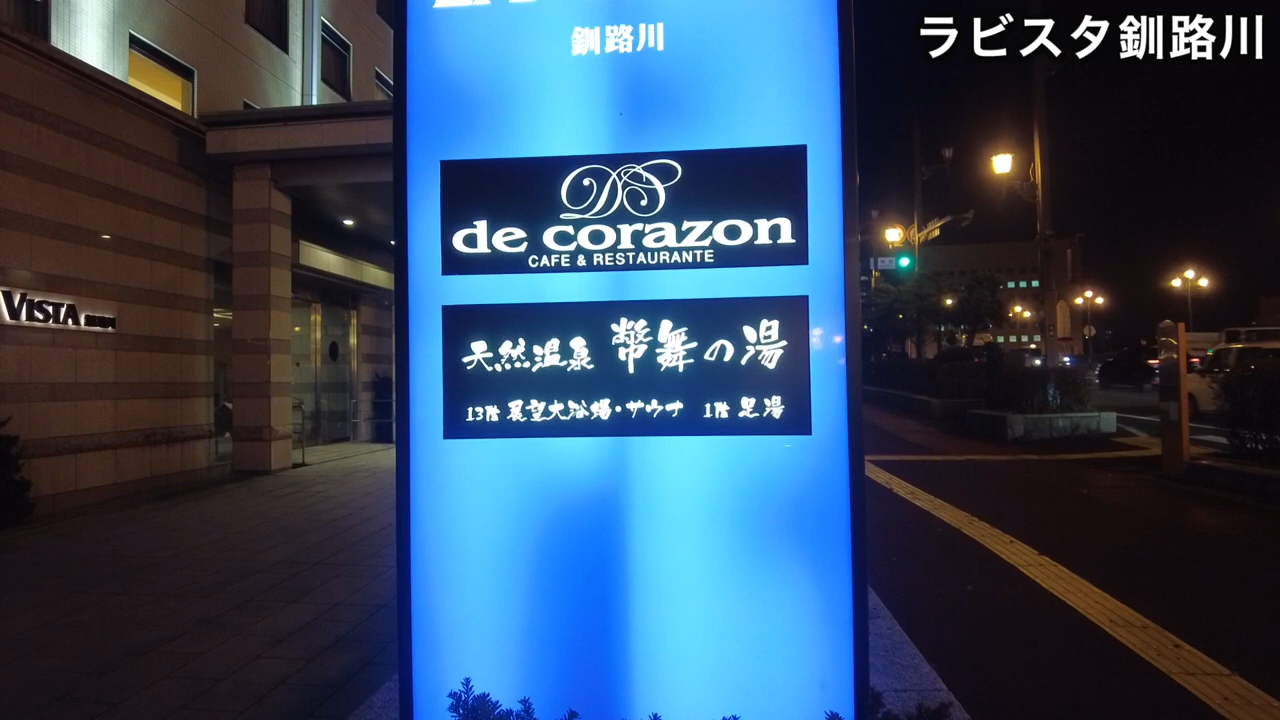 ラビスタ釧路川
釧路川
DC
de corazon
CAFE & RESTAURANTE
天然温泉 幣舞の湯
13階 展望大浴場・サウナ 1階 足湯
VISTA